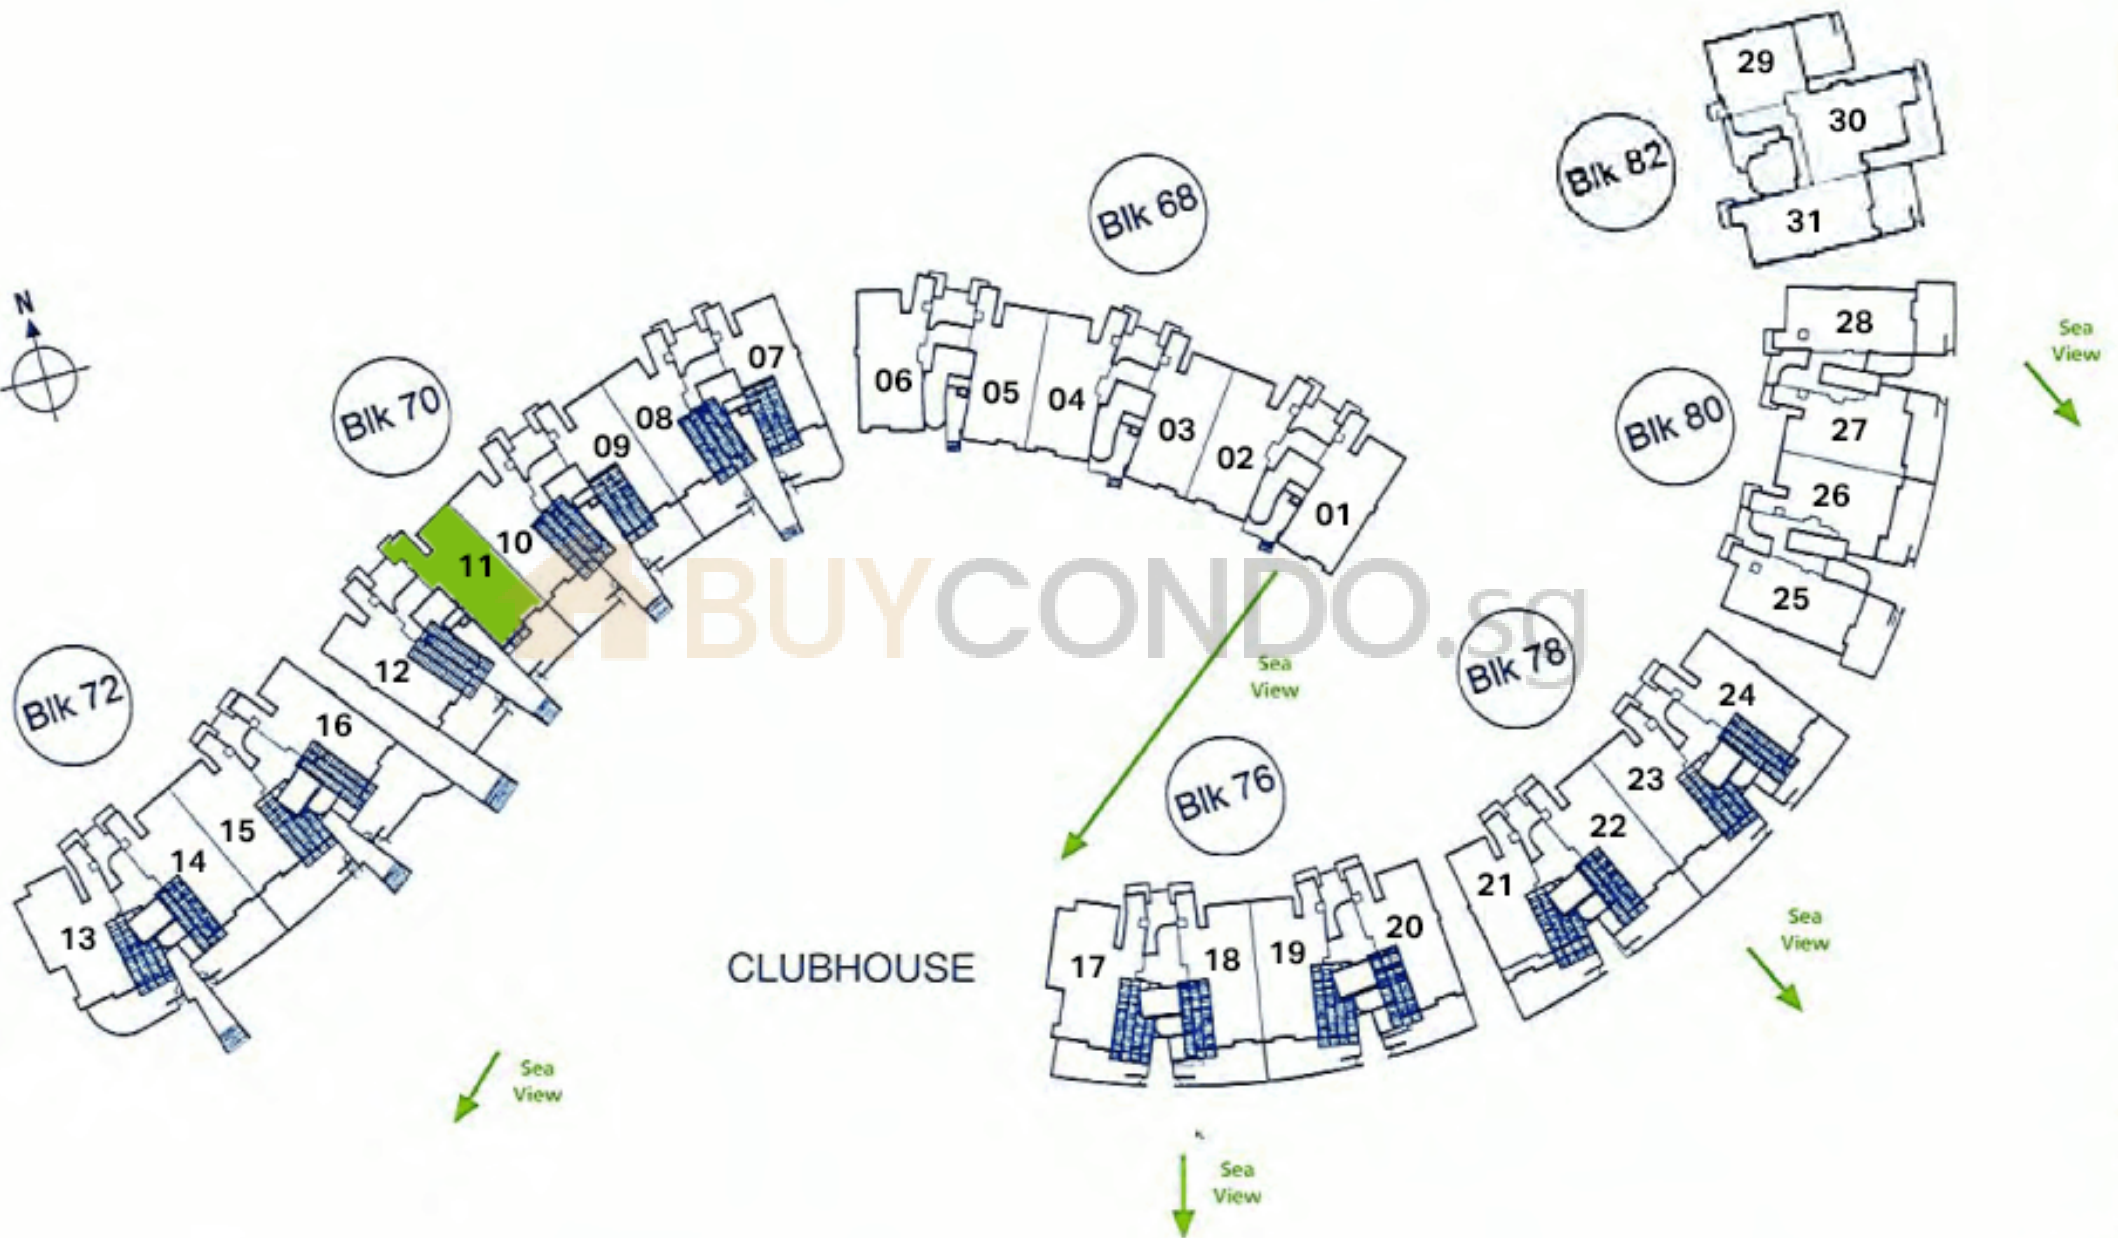 29
30
Blk 82
31
Blk 68
N
28
Sea
View
07
06
05
04
Blk 70
08
03
27
Blk 80
09
02
26
01
10
11
25
BUYCONDO.sg
12
Sea
View
Blk 78
24
Blk 72
16
23
Blk 76
15
22
14
21
13
20
19
18
17
Sea
View
CLUBHOUSE
Sea
View
Sea
View